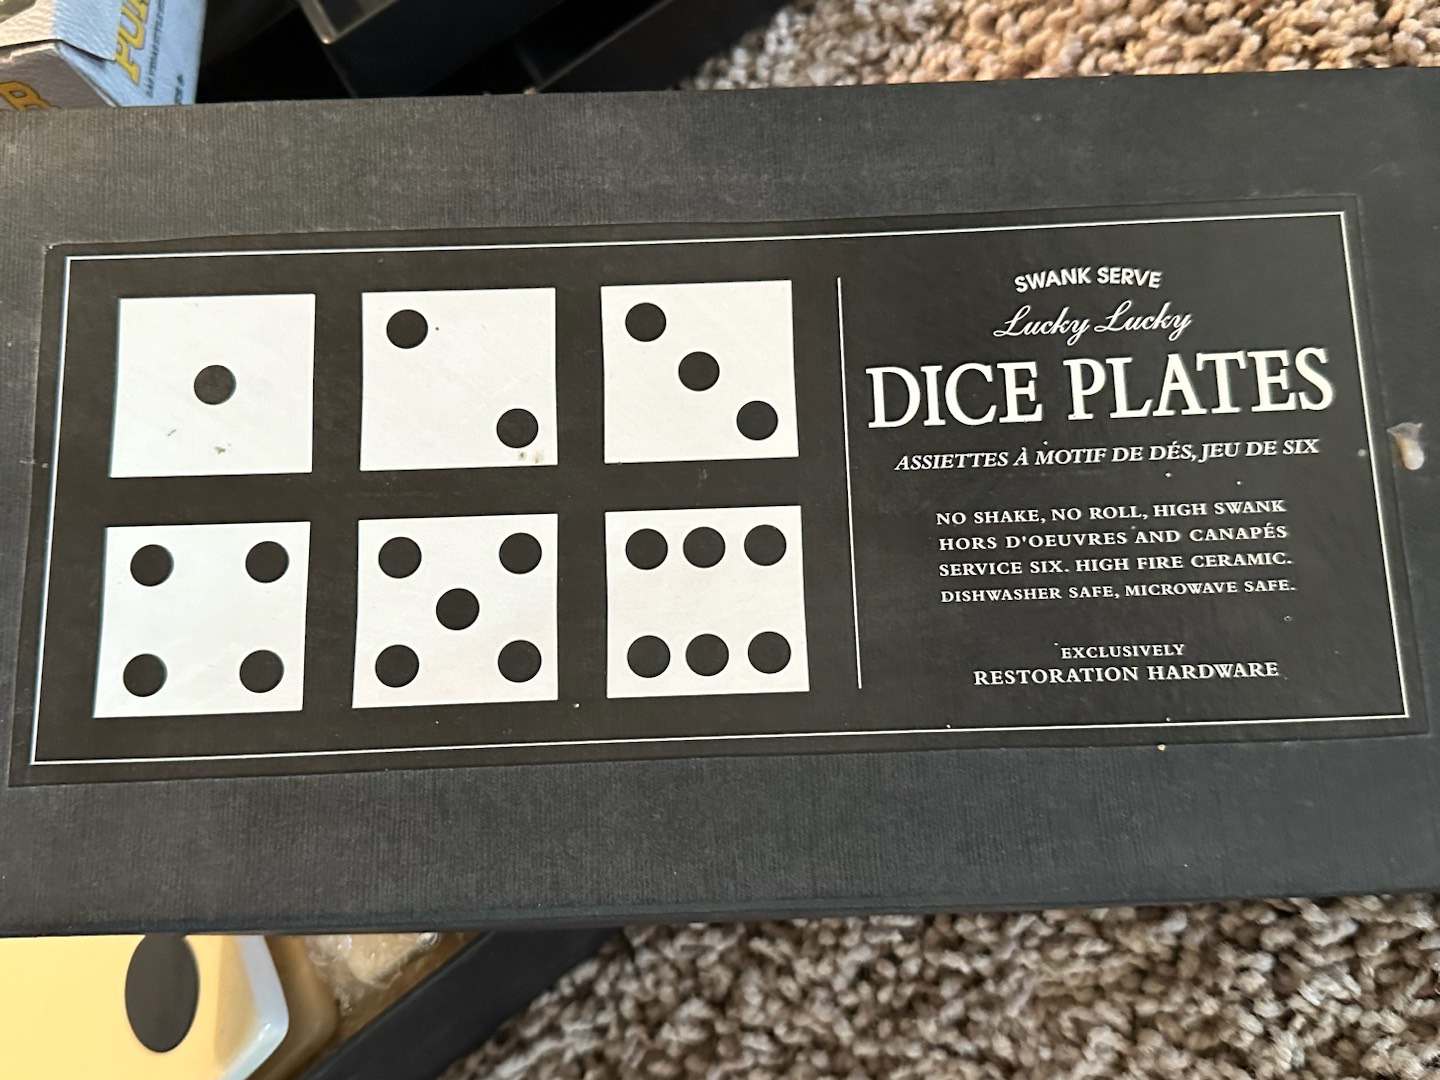 SWANK SERVE
Lucky Lucky
DICE PLATES
ASSIETTES À MOTIF DE DÉS, JEU DE SIX
NO SHAKE, NO ROLL, HIGH SWANK
HORS D'OEUVRES AND CANAPÉS
SERVICE SIX. HIGH FIRE CERAMIC.
DISHWASHER SAFE, MICROWAVE SAFE.
EXCLUSIVELY
RESTORATION HARDWARE